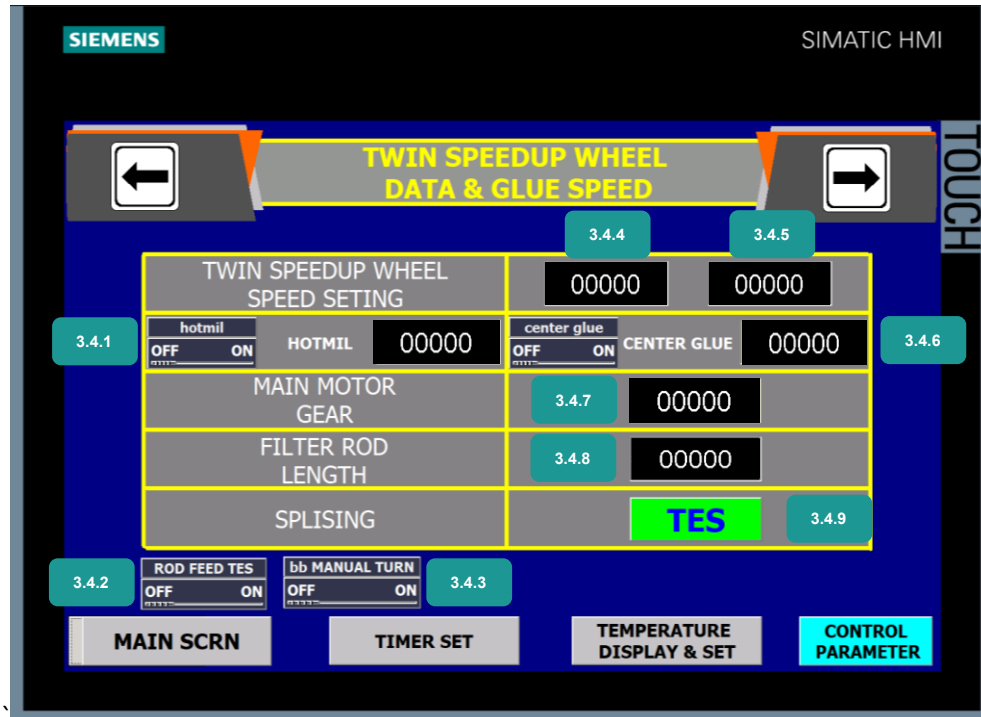 SIEMENS
SIMATIC HMI
TOUCH
TWIN SPEEDUP WHEEL
DATA & GLUE SPEED
3.4.4
3.4.5
TWIN SPEEDUP WHEEL
SPEED SETING
00000
00000
3.4.1
hotmil
OFF ON
HOTMIL
00000
center glue
OFF ON
CENTER GLUE
00000
3.4.6
MAIN MOTOR
GEAR
3.4.7
00000
FILTER ROD
LENGTH
3.4.8
00000
SPLISING
TES
3.4.9
3.4.2
ROD FEED TES
OFF ON
bb MANUAL TURN
OFF ON
3.4.3
MAIN SCRN
TIMER SET
TEMPERATURE
DISPLAY & SET
CONTROL
PARAMETER
`